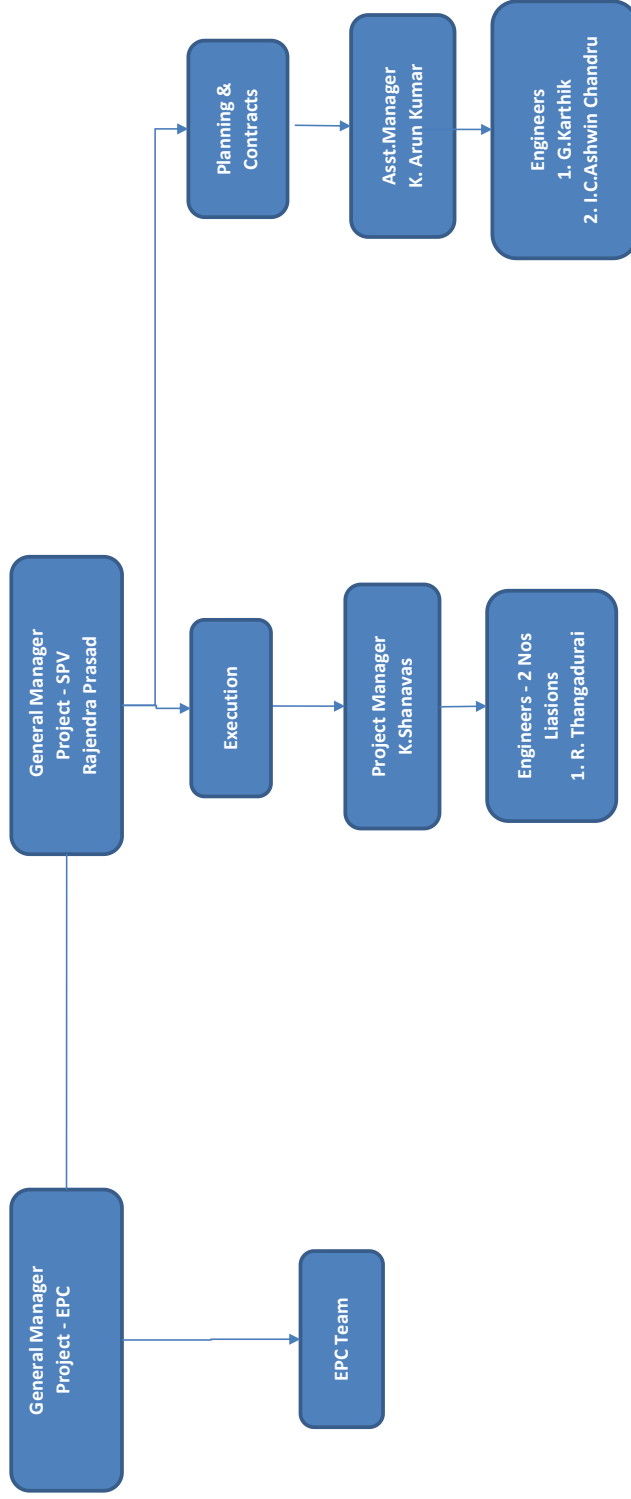 General Manager
Project - EPC
EPC Team
General Manager
Project - SPV
Rajendra Prasad
Execution
Project Manager
K.Shanavas
Engineers - 2 Nos
Liasions
1. R. Thangadurai
Planning &
Contracts
Asst.Manager
K. Arun Kumar
Engineers
1. G.Karthik
2. I.C.Ashwin Chandru